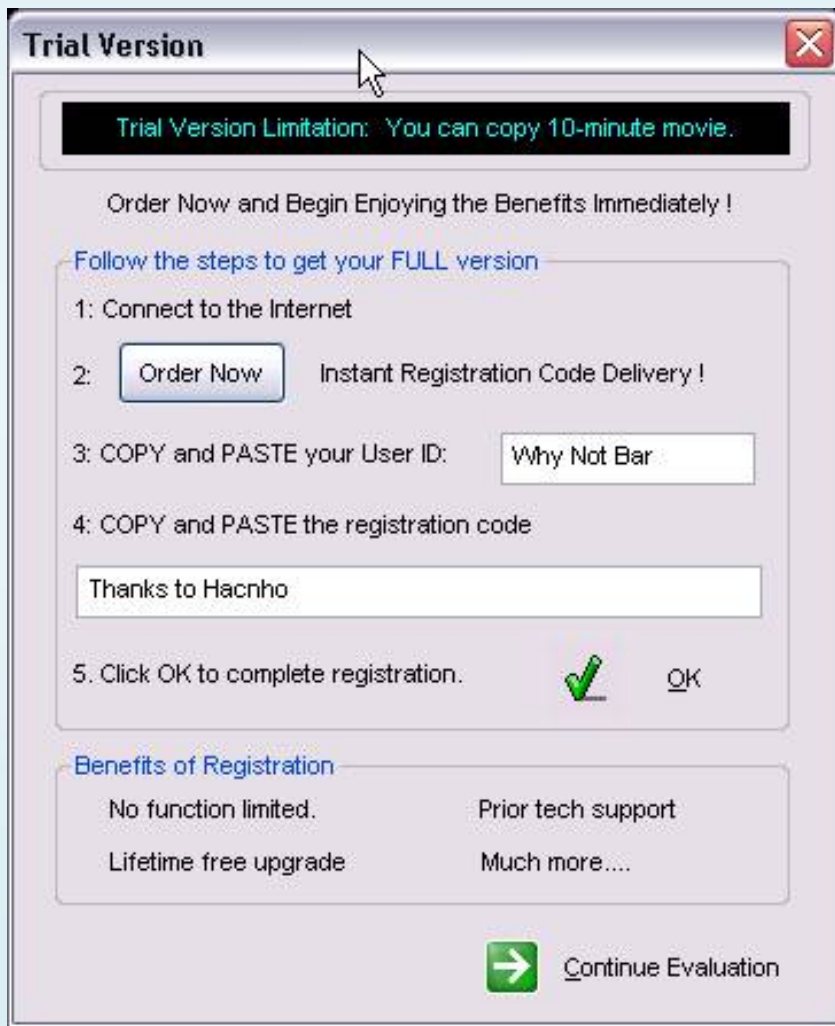 Trial Version
Trial Version Limitation: You can copy 10-minute movie.
Order Now and Begin Enjoying the Benefits Immediately !
Follow the steps to get your FULL version
1: Connect to the Internet
2: Order Now Instant Registration Code Delivery !
3: COPY and PASTE your User ID: Why Not Bar
4: COPY and PASTE the registration code
Thanks to Hacnho
5. Click OK to complete registration. OK
Benefits of Registration
No function limited. Prior tech support
Lifetime free upgrade Much more....
Continue Evaluation